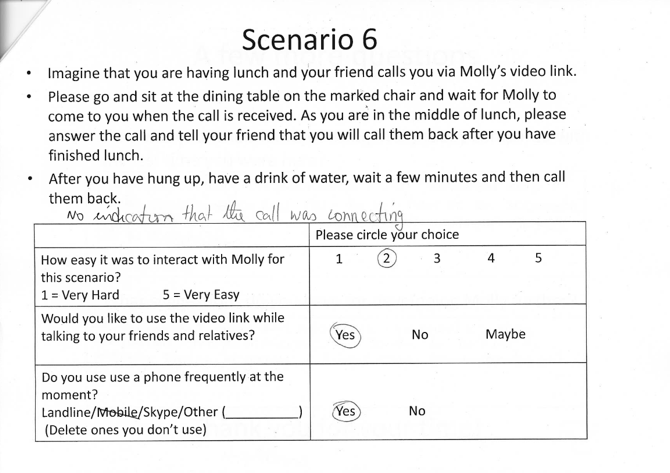 Scenario 6
• Imagine that you are having lunch and your friend calls you via Molly's video link.
• Please go and sit at the dining table on the marked chair and wait for Molly to
come to you when the call is received. As you are in the middle of lunch, please
answer the call and tell your friend that you will call them back after you have
finished lunch.
• After you have hung up, have a drink of water, wait a few minutes and then call
them back.
No indication that the call was connecting
Please circle your choice
How easy it was to interact with Molly for
this scenario?
1 = Very Hard 5 = Very Easy
1 2 3 4 5
Would you like to use the video link while
talking to your friends and relatives?
Yes No Maybe
Do you use use a phone frequently at the
moment?
Landline/Mobile/Skype/Other (__________)
(Delete ones you don't use)
Yes No